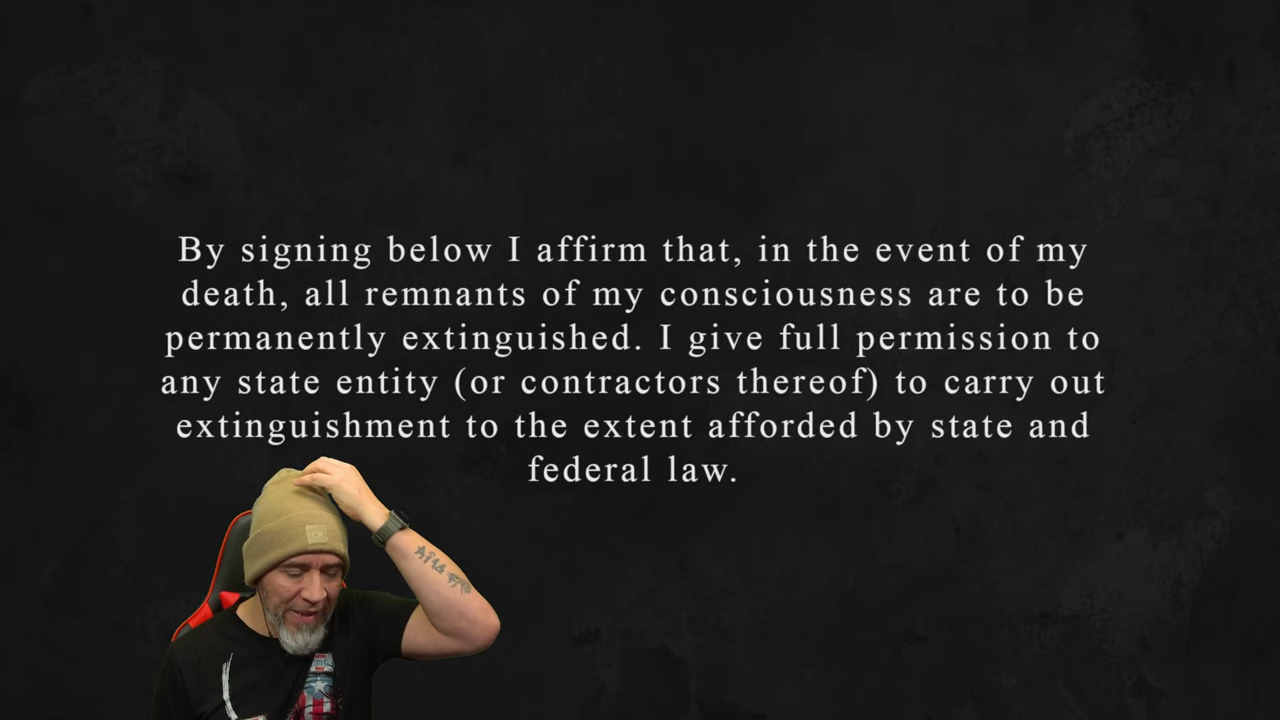 By signing below I affirm that, in the event of my
death, all remnants of my consciousness are to be
permanently extinguished. I give full permission to
any state entity (or contractors thereof) to carry out
extinguishment to the extent afforded by state and
federal law.